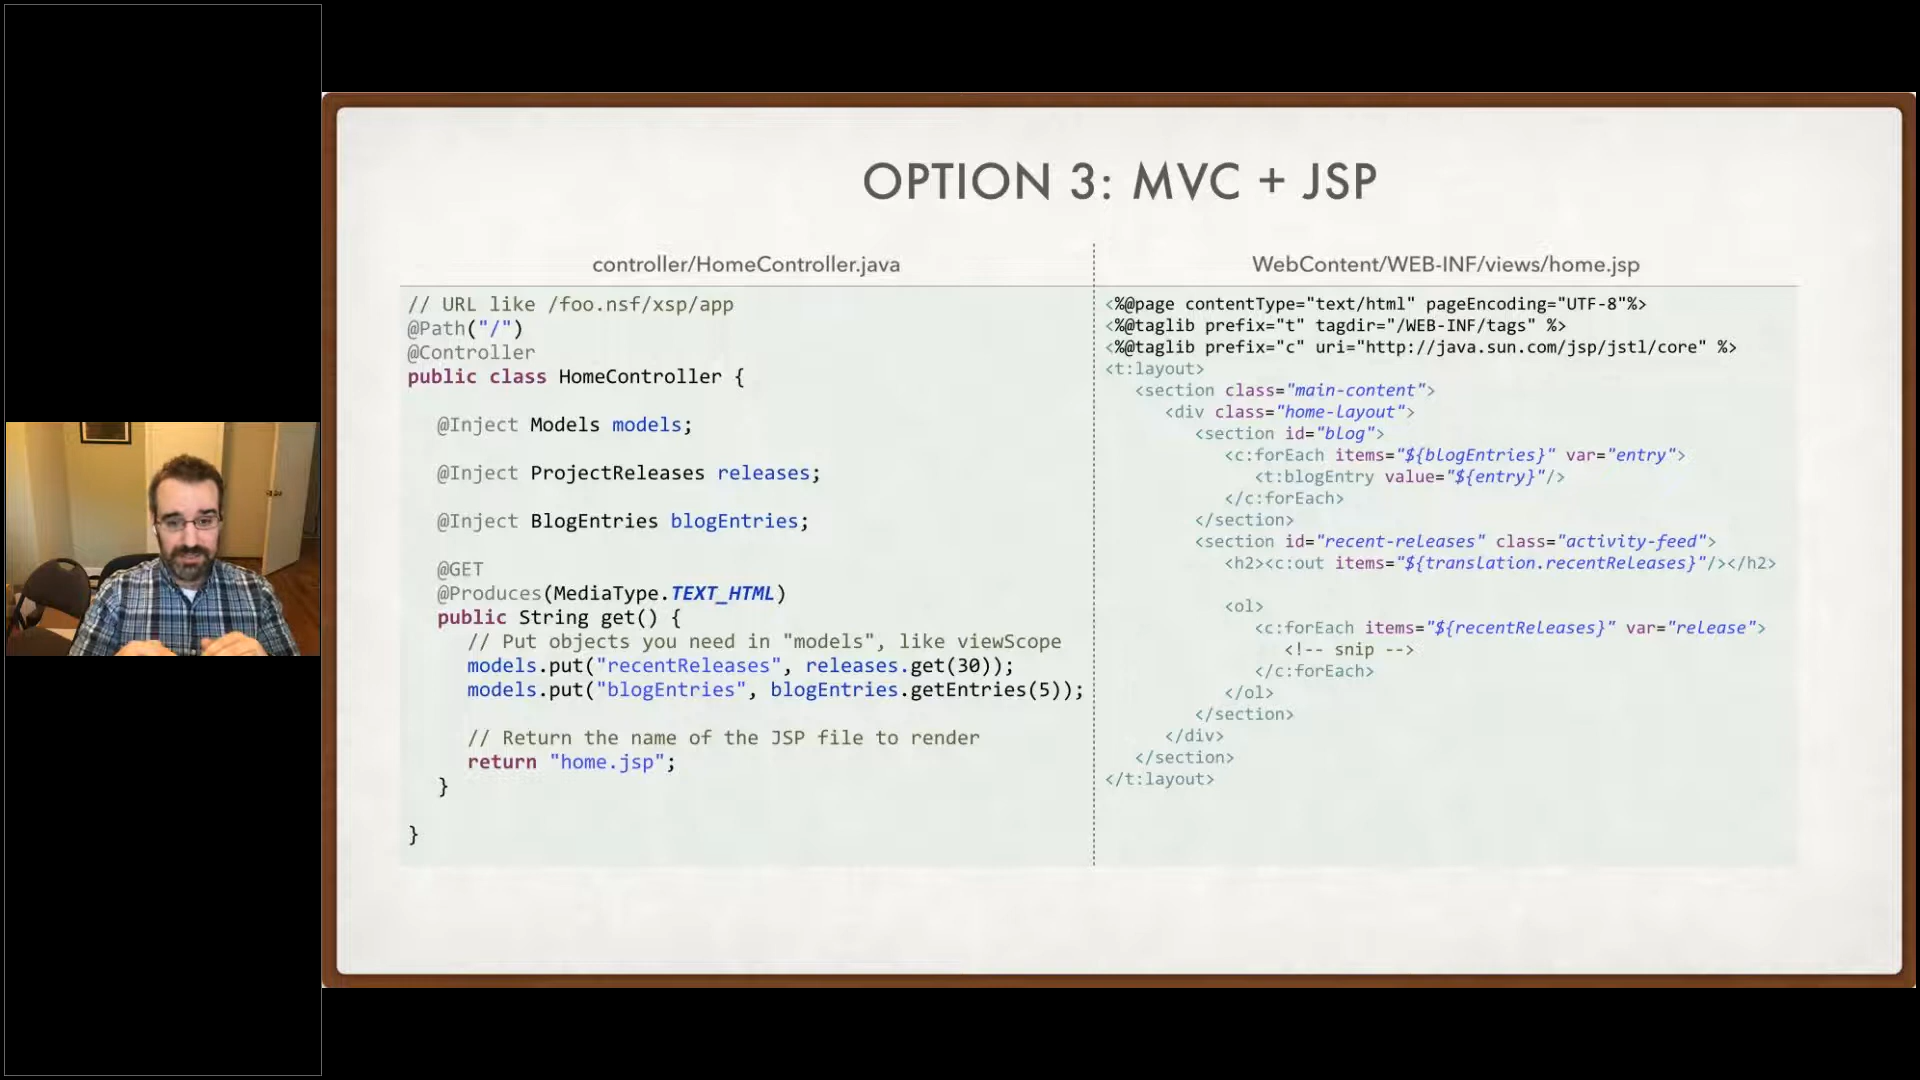 OPTION 3: MVC + JSP
controller/HomeController.java
// URL like /foo.nsf/xsp/app
@Path("/")
@Controller
public class HomeController {
@Inject Models models;
@Inject ProjectReleases releases;
@Inject BlogEntries blogEntries;
@GET
@Produces(MediaType.TEXT_HTML)
public String get() {
// Put objects you need in "models", like viewScope
models.put("recentReleases", releases.get(30));
models.put("blogEntries", blogEntries.getEntries(5));
// Return the name of the JSP file to render
return "home.jsp";
}
}
WebContent/WEB-INF/views/home.jsp
<%@page contentType="text/html" pageEncoding="UTF-8"%>
<%@taglib prefix="t" tagdir="/WEB-INF/tags" %>
<%@taglib prefix="c" uri="http://java.sun.com/jsp/jstl/core" %>
<t:layout>
<section class="main-content">
<div class="home-layout">
<section id="blog">
<c:forEach items="${blogEntries}" var="entry">
<t:blogEntry value="${entry}"/>
</c:forEach>
</section>
<section id="recent-releases" class="activity-feed">
<h2><c:out items="${translation.recentReleases}"/></h2>
<ol>
<c:forEach items="${recentReleases}" var="release">
<!-- snip -->
</c:forEach>
</ol>
</section>
</div>
</section>
</t:layout>